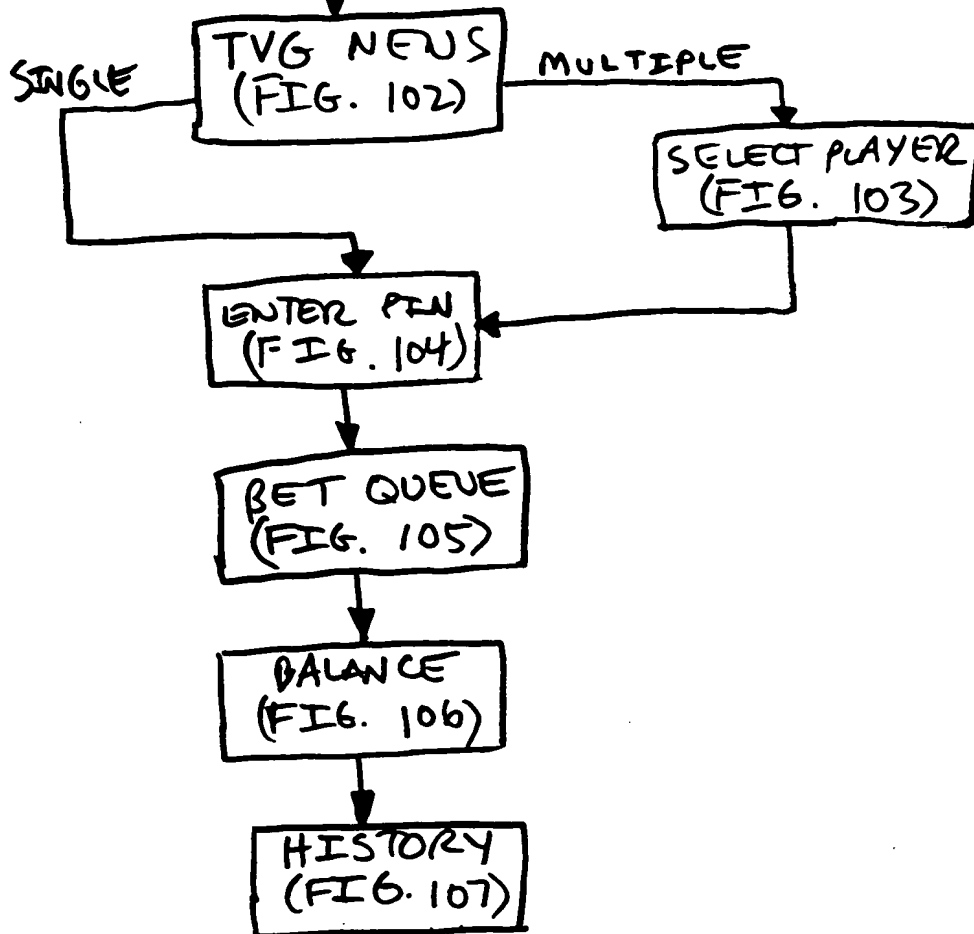 TVG NEWS
(FIG. 102)
SINGLE
MULTIPLE
SELECT PLAYER
(FIG. 103)
ENTER PIN
(FIG. 104)
BET QUEUE
(FIG. 105)
BALANCE
(FIG. 106)
HISTORY
(FIG. 107)